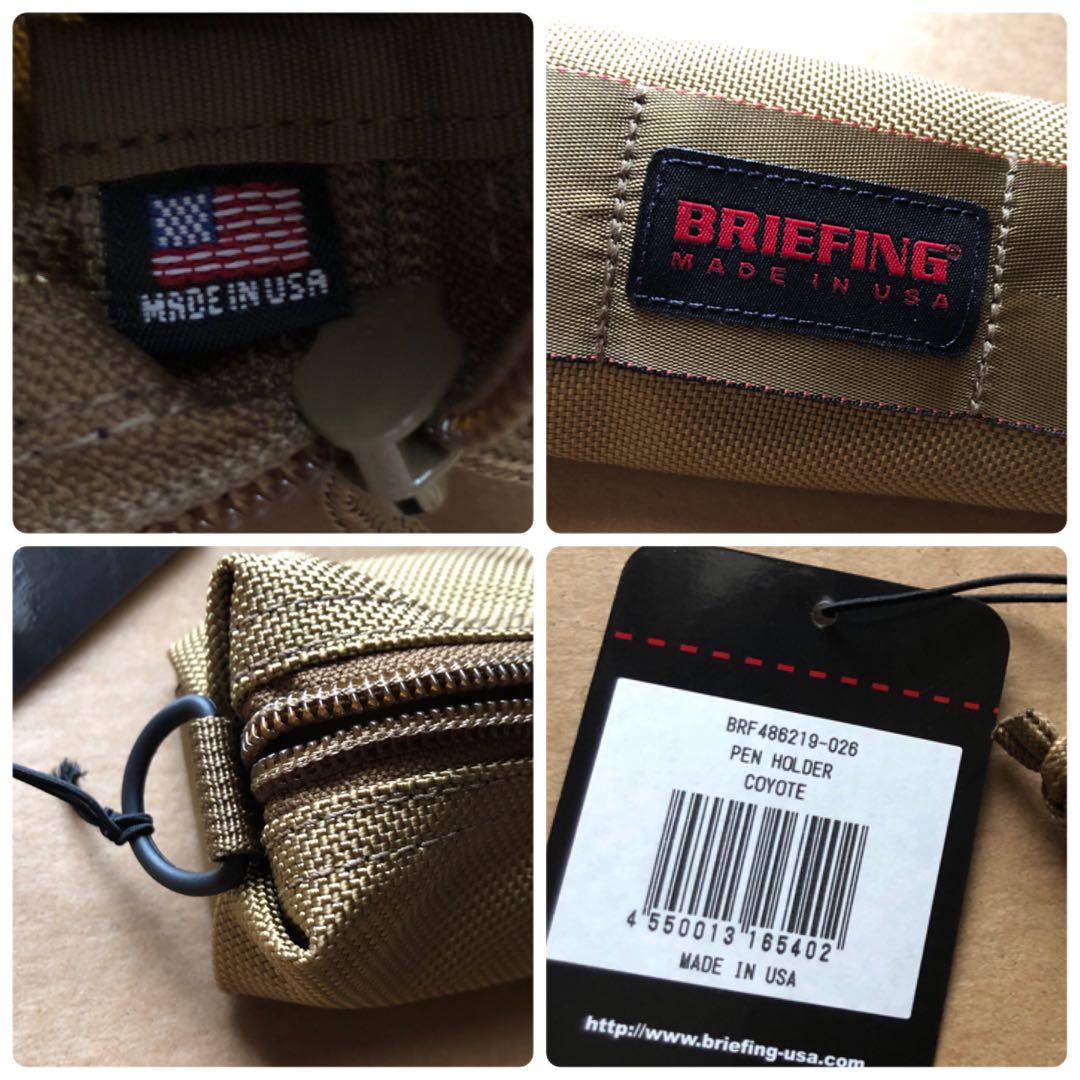 MADE IN USA
BRIEFING®
MADE IN USA
BRF486219-026
PEN HOLDER
COYOTE
4 550013 165402
MADE IN USA
http://www.briefing-usa.com